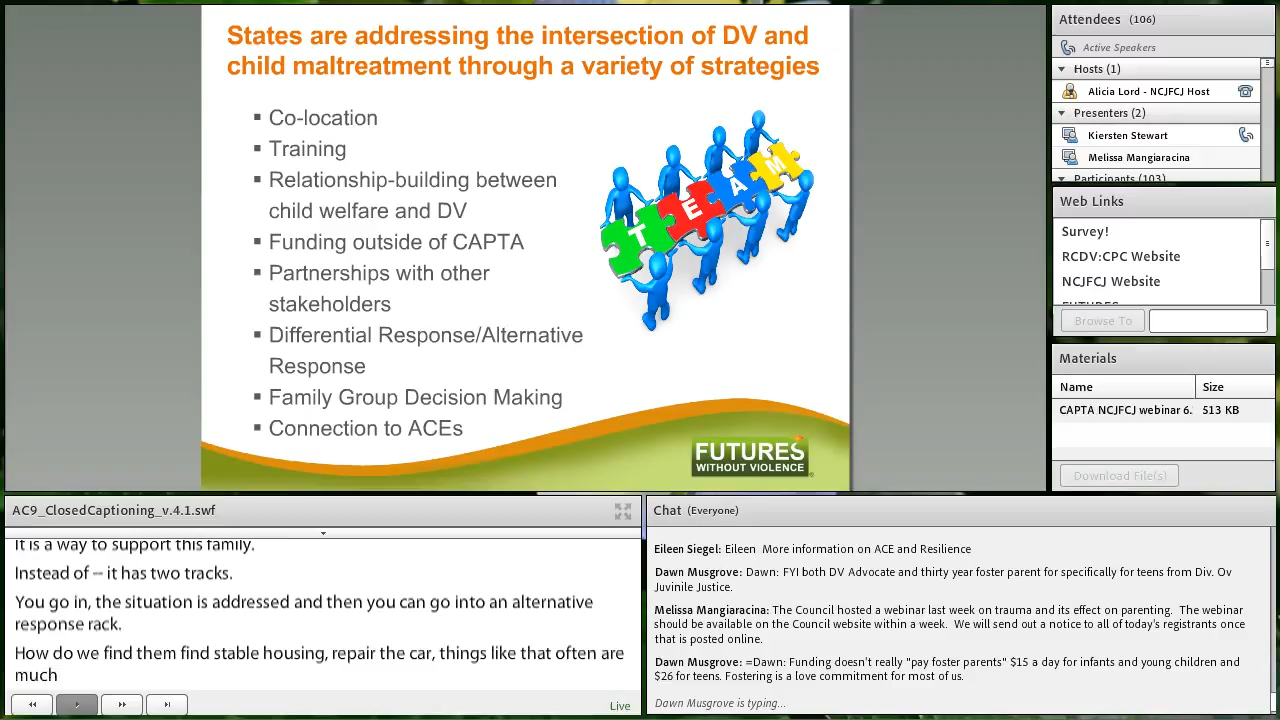 States are addressing the intersection of DV and
child maltreatment through a variety of strategies
Co-location
Training
Relationship-building between
child welfare and DV
Funding outside of CAPTA
Partnerships with other
stakeholders
Differential Response/Alternative
Response
Family Group Decision Making
Connection to ACEs
T E A M
FUTURES
WITHOUT VIOLENCE
Attendees (106)
Active Speakers
Hosts (1)
Alicia Lord - NCJFCJ Host
Presenters (2)
Kiersten Stewart
Melissa Mangiaracina
Participants (103)
Web Links
Survey!
RCDV:CPC Website
NCJFCJ Website
FUTURES
Browse To
Materials
Name Size
CAPTA NCJFCJ webinar 6. 513 KB
Download File(s)
AC9_ClosedCaptioning_v.4.1.swf
It is a way to support this family.
Instead of -- it has two tracks.
You go in, the situation is addressed and then you can go into an alternative
response rack.
How do we find them find stable housing, repair the car, things like that often are
much
Live
Chat (Everyone)
Eileen Siegel: Eileen More information on ACE and Resilience
Dawn Musgrove: Dawn: FYI both DV Advocate and thirty year foster parent for specifically for teens from Div. Ov
Juvinile Justice.
Melissa Mangiaracina: The Council hosted a webinar last week on trauma and its effect on parenting. The webinar
should be available on the Council website within a week. We will send out a notice to all of today's registrants once
that is posted online.
Dawn Musgrove: =Dawn: Funding doesn't really "pay foster parents" $15 a day for infants and young children and
$26 for teens. Fostering is a love commitment for most of us.
Dawn Musgrove is typing...